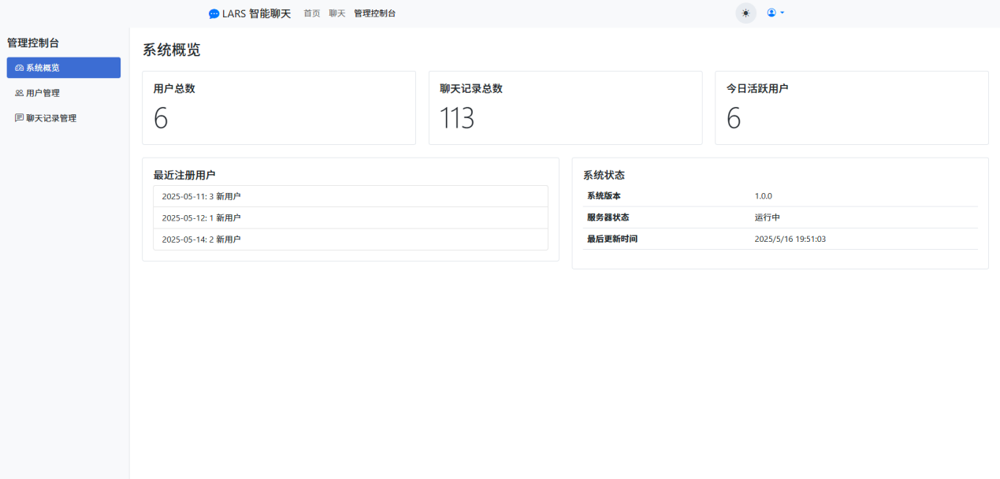 LARS 智能聊天 首页 聊天 管理控制台
管理控制台
系统概览
用户管理
聊天记录管理
系统概览
用户总数
6
聊天记录总数
113
今日活跃用户
6
最近注册用户
2025-05-11: 3 新用户
2025-05-12: 1 新用户
2025-05-14: 2 新用户
系统状态
系统版本 1.0.0
服务器状态 运行中
最后更新时间 2025/5/16 19:51:03